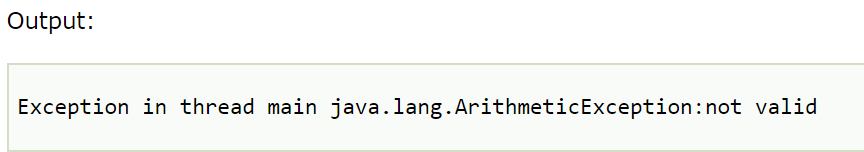 Output:
Exception in thread main java.lang.ArithmeticException:not valid